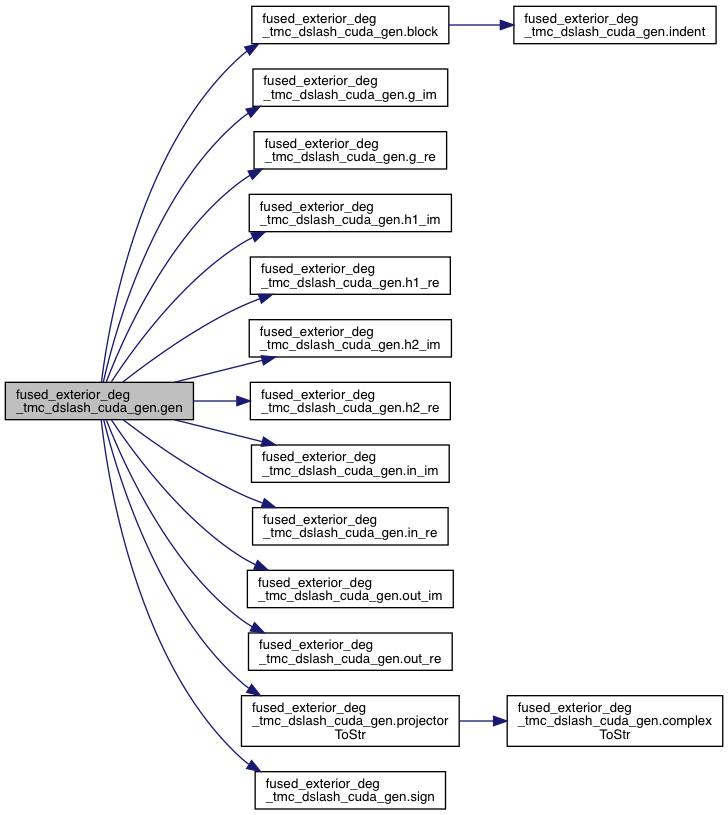 fused_exterior_deg
_tmc_dslash_cuda_gen.block
fused_exterior_deg
_tmc_dslash_cuda_gen.indent
fused_exterior_deg
_tmc_dslash_cuda_gen.g_im
fused_exterior_deg
_tmc_dslash_cuda_gen.g_re
fused_exterior_deg
_tmc_dslash_cuda_gen.h1_im
fused_exterior_deg
_tmc_dslash_cuda_gen.h1_re
fused_exterior_deg
_tmc_dslash_cuda_gen.h2_im
fused_exterior_deg
_tmc_dslash_cuda_gen.gen
fused_exterior_deg
_tmc_dslash_cuda_gen.h2_re
fused_exterior_deg
_tmc_dslash_cuda_gen.in_im
fused_exterior_deg
_tmc_dslash_cuda_gen.in_re
fused_exterior_deg
_tmc_dslash_cuda_gen.out_im
fused_exterior_deg
_tmc_dslash_cuda_gen.out_re
fused_exterior_deg
_tmc_dslash_cuda_gen.projector
ToStr
fused_exterior_deg
_tmc_dslash_cuda_gen.complex
ToStr
fused_exterior_deg
_tmc_dslash_cuda_gen.sign